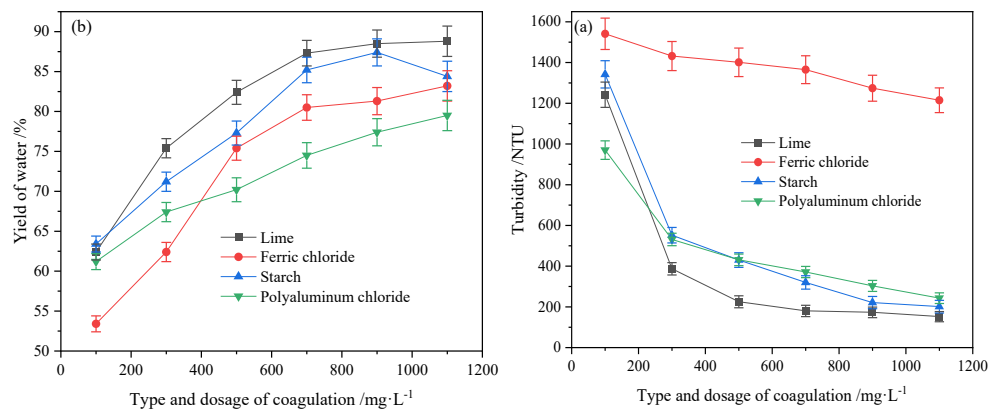 (b)
Yield of water /%
90
85
80
75
70
65
60
55
50
0
200
400
600
800
1000
1200
Lime
Ferric chloride
Starch
Polyaluminum chloride
Type and dosage of coagulation /mg·L⁻¹
(a)
Turbidity /NTU
1600
1400
1200
1000
800
600
400
200
0
0
200
400
600
800
1000
1200
Lime
Ferric chloride
Starch
Polyaluminum chloride
Type and dosage of coagulation /mg·L⁻¹